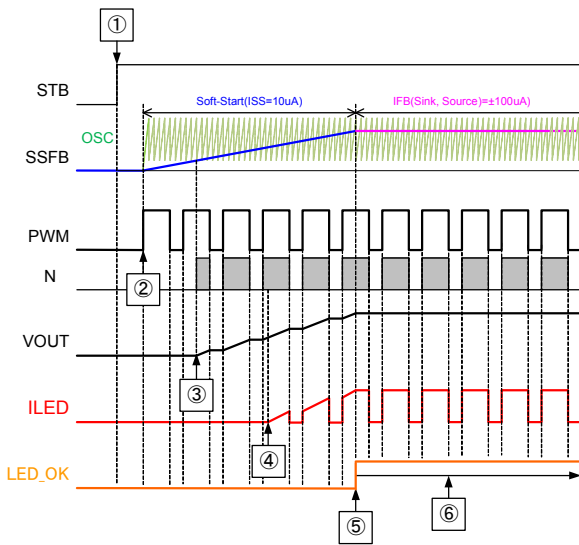 ①
STB
Soft-Start(ISS=10uA)
IFB(Sink, Source)=±100uA)
OSC
SSFB
PWM
②
N
VOUT
③
ILED
④
LED_OK
⑤
⑥